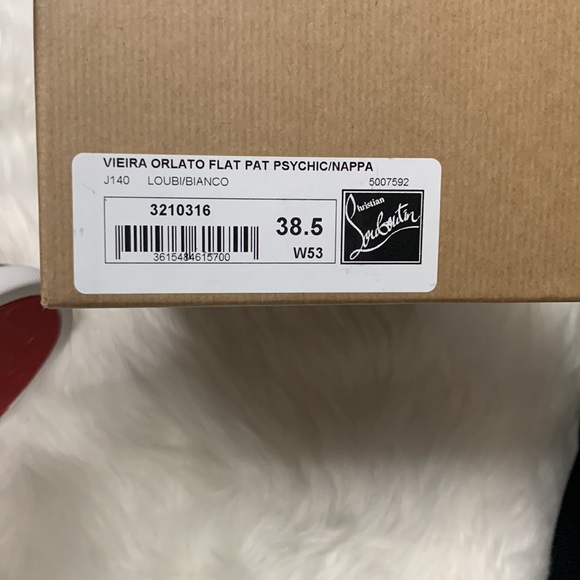 VIEIRA ORLATO FLAT PAT PSYCHIC/NAPPA
J140 LOUBI/BIANCO 5007592
3210316
38.5
3615484615700
W53
Christian
Louboutin